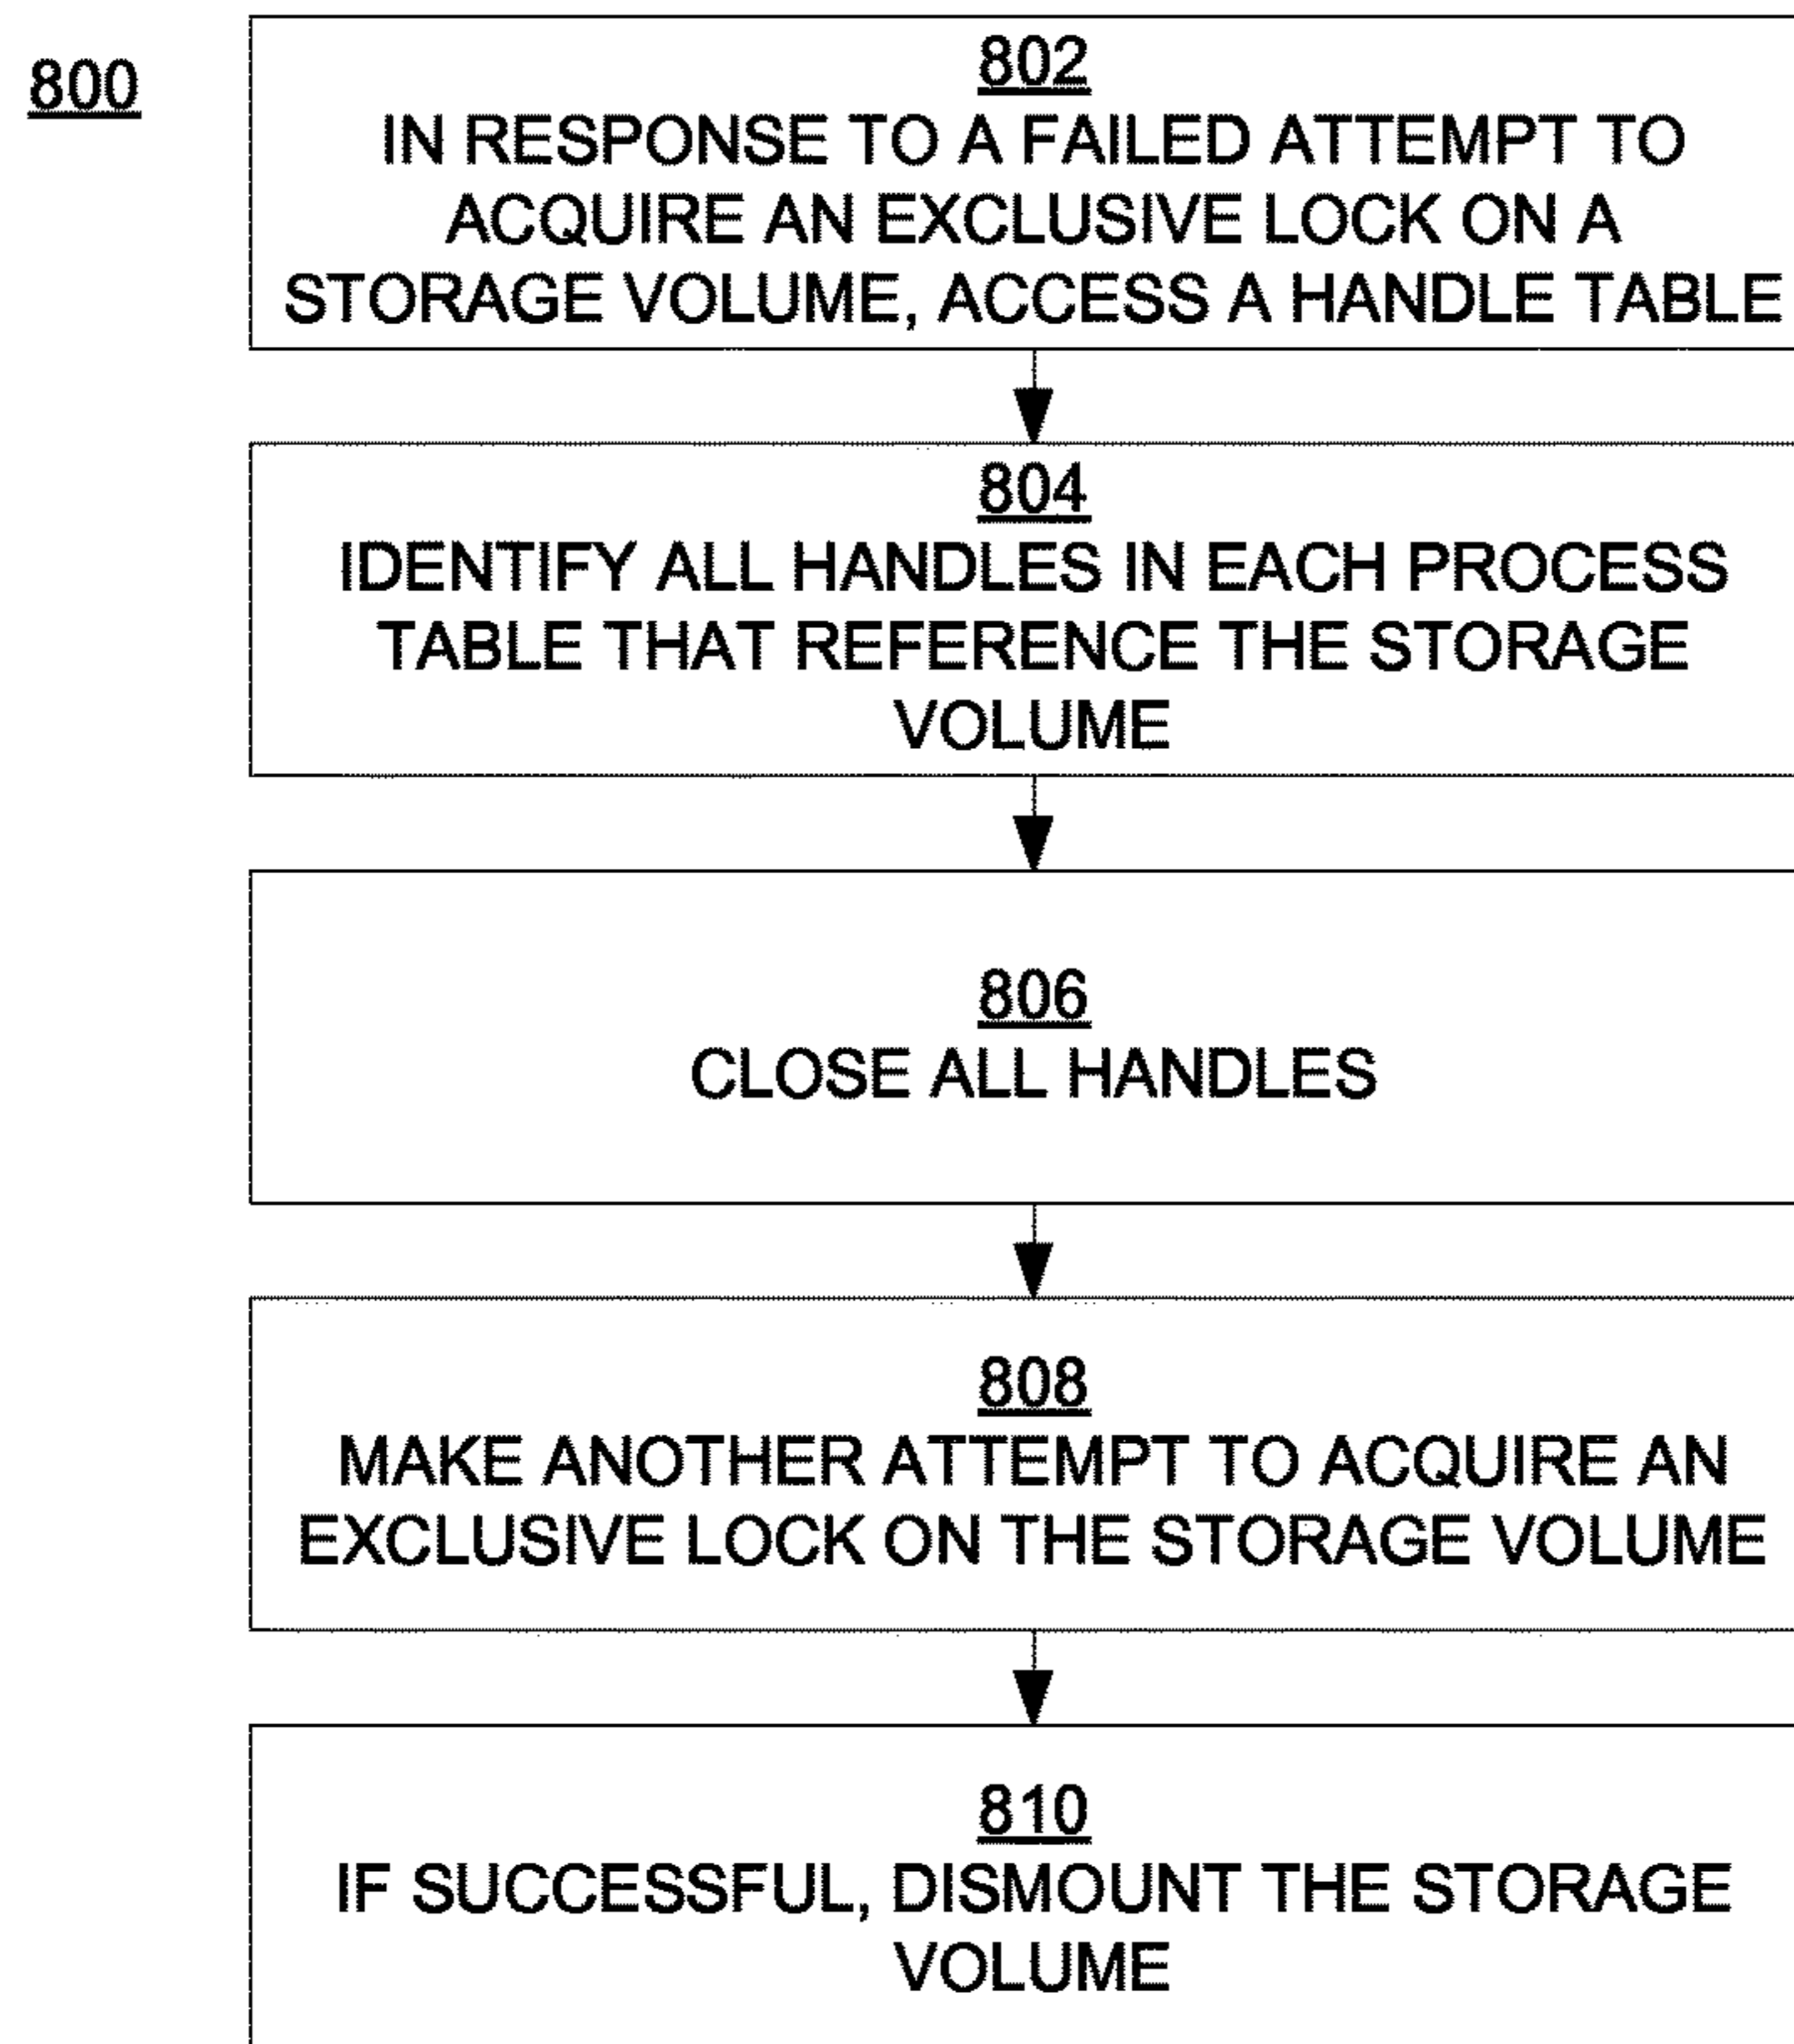 800
802
IN RESPONSE TO A FAILED ATTEMPT TO
ACQUIRE AN EXCLUSIVE LOCK ON A
STORAGE VOLUME, ACCESS A HANDLE TABLE
804
IDENTIFY ALL HANDLES IN EACH PROCESS
TABLE THAT REFERENCE THE STORAGE
VOLUME
806
CLOSE ALL HANDLES
808
MAKE ANOTHER ATTEMPT TO ACQUIRE AN
EXCLUSIVE LOCK ON THE STORAGE VOLUME
810
IF SUCCESSFUL, DISMOUNT THE STORAGE
VOLUME